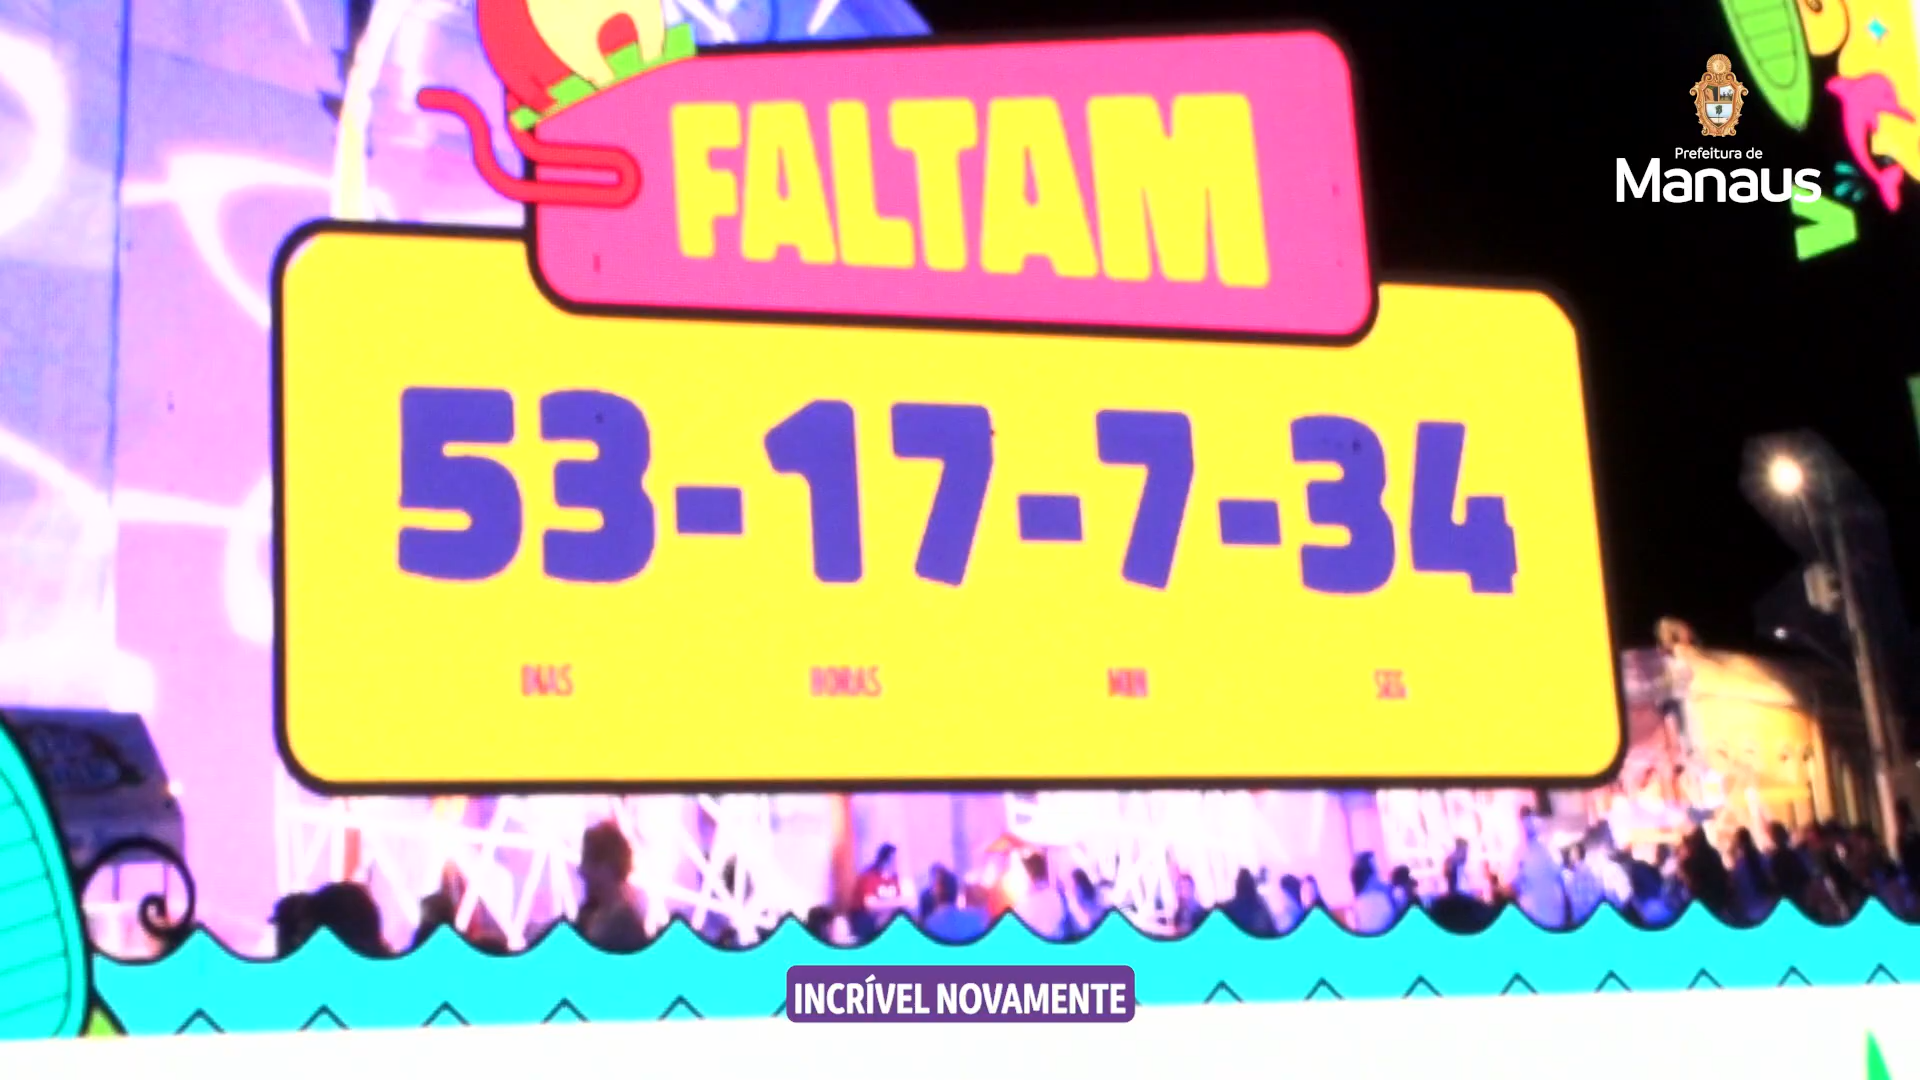 Prefeitura de
Manaus
FALTAM
53-17-7-34
DIAS HORAS MIN SEG
INCRÍVEL NOVAMENTE